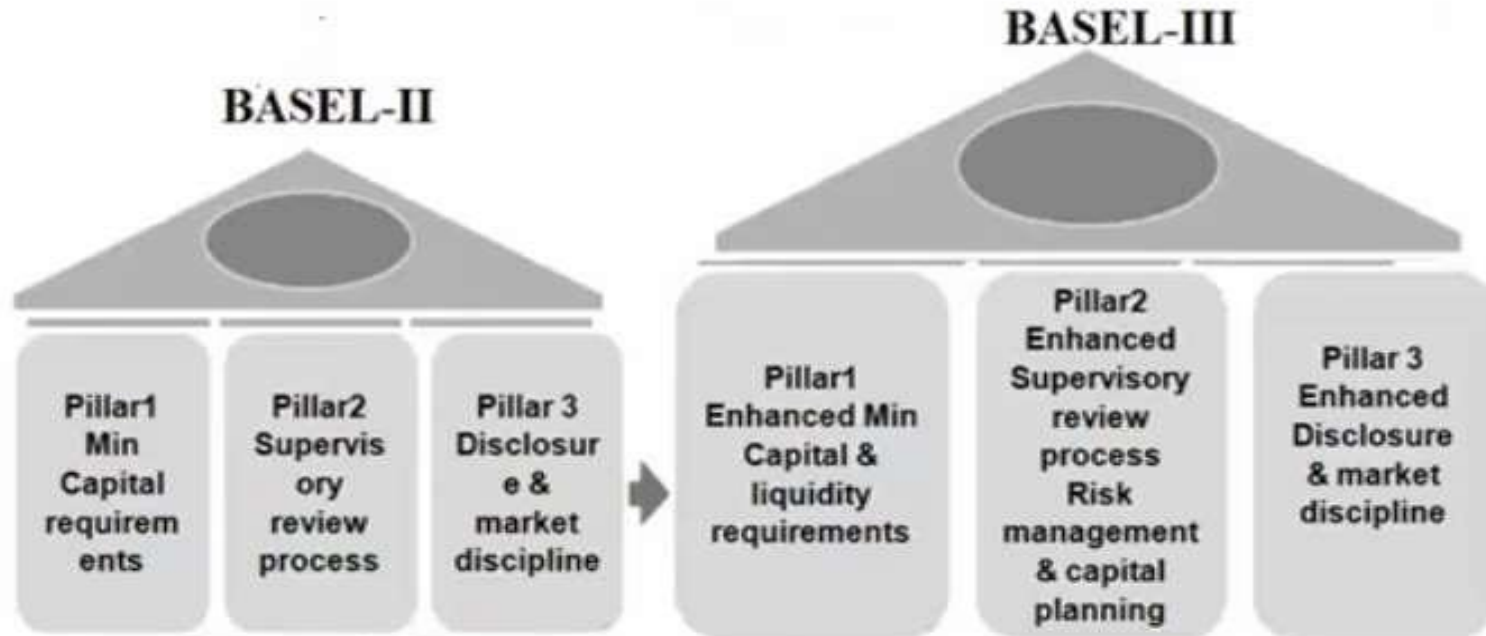 BASEL-II
Pillar1
Min
Capital
requirem
ents
Pillar2
Supervis
ory
review
process
Pillar 3
Disclosur
e &
market
discipline
BASEL-III
Pillar1
Enhanced Min
Capital &
liquidity
requirements
Pillar2
Enhanced
Supervisory
review
process
Risk
management
& capital
planning
Pillar 3
Enhanced
Disclosure
& market
discipline